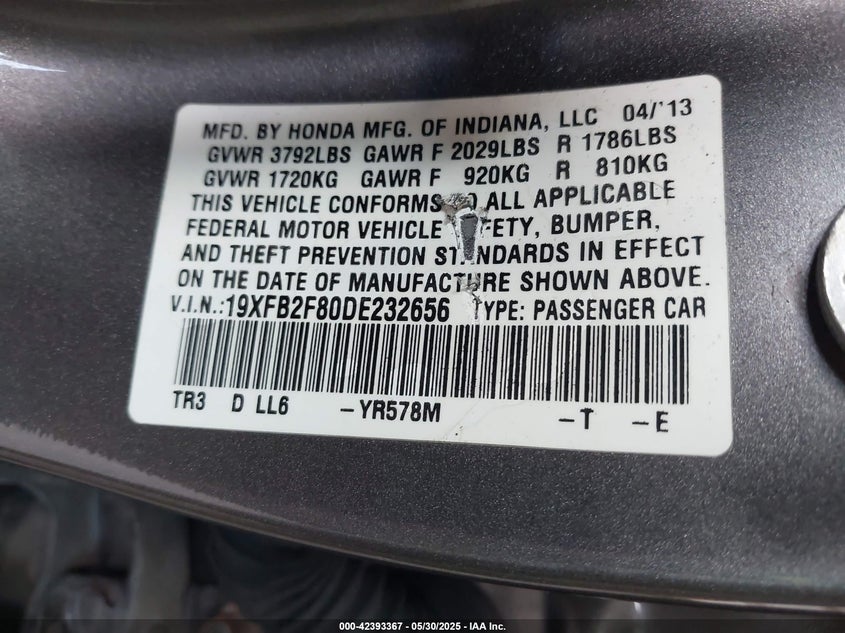 MFD. BY HONDA MFG. OF INDIANA, LLC 04/'13
GVWR 3792LBS GAWR F 2029LBS R 1786LBS
GVWR 1720KG GAWR F 920KG R 810KG
THIS VEHICLE CONFORMS TO ALL APPLICABLE
FEDERAL MOTOR VEHICLE SAFETY, BUMPER,
AND THEFT PREVENTION STANDARDS IN EFFECT
ON THE DATE OF MANUFACTURE SHOWN ABOVE.
V.I.N.:19XFB2F80DE232656 TYPE: PASSENGER CAR
TR3 D LL6 -YR578M -T -E
000-42393367 - 05/30/2025 - IAA Inc.